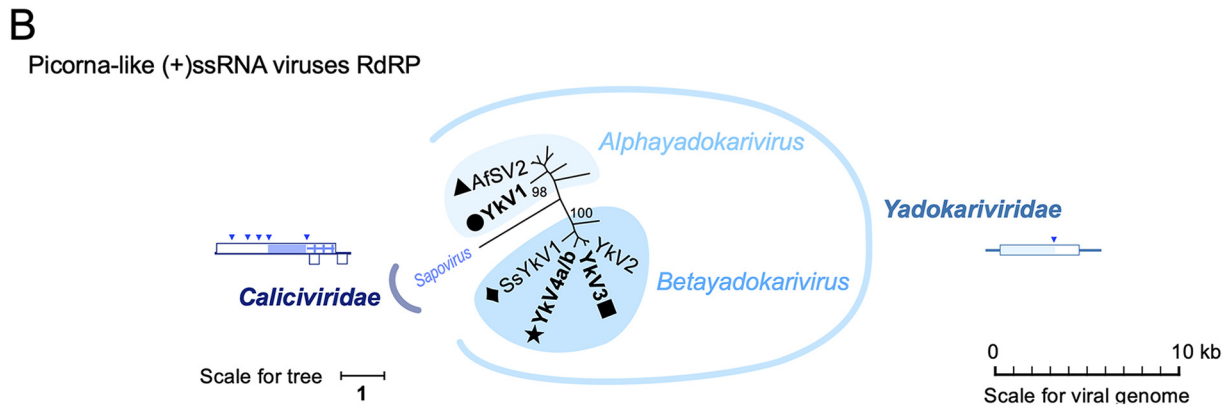 B
Picorna-like (+)ssRNA viruses RdRP
Alphayadokarivirus
AfSV2
98
YkV1
100
Yadokariviridae
Sapovirus
SsYkV1
YkV4a/b
YkV3
YkV2
Betayadokarivirus
Caliciviridae
Scale for tree
1
0 10 kb
Scale for viral genome